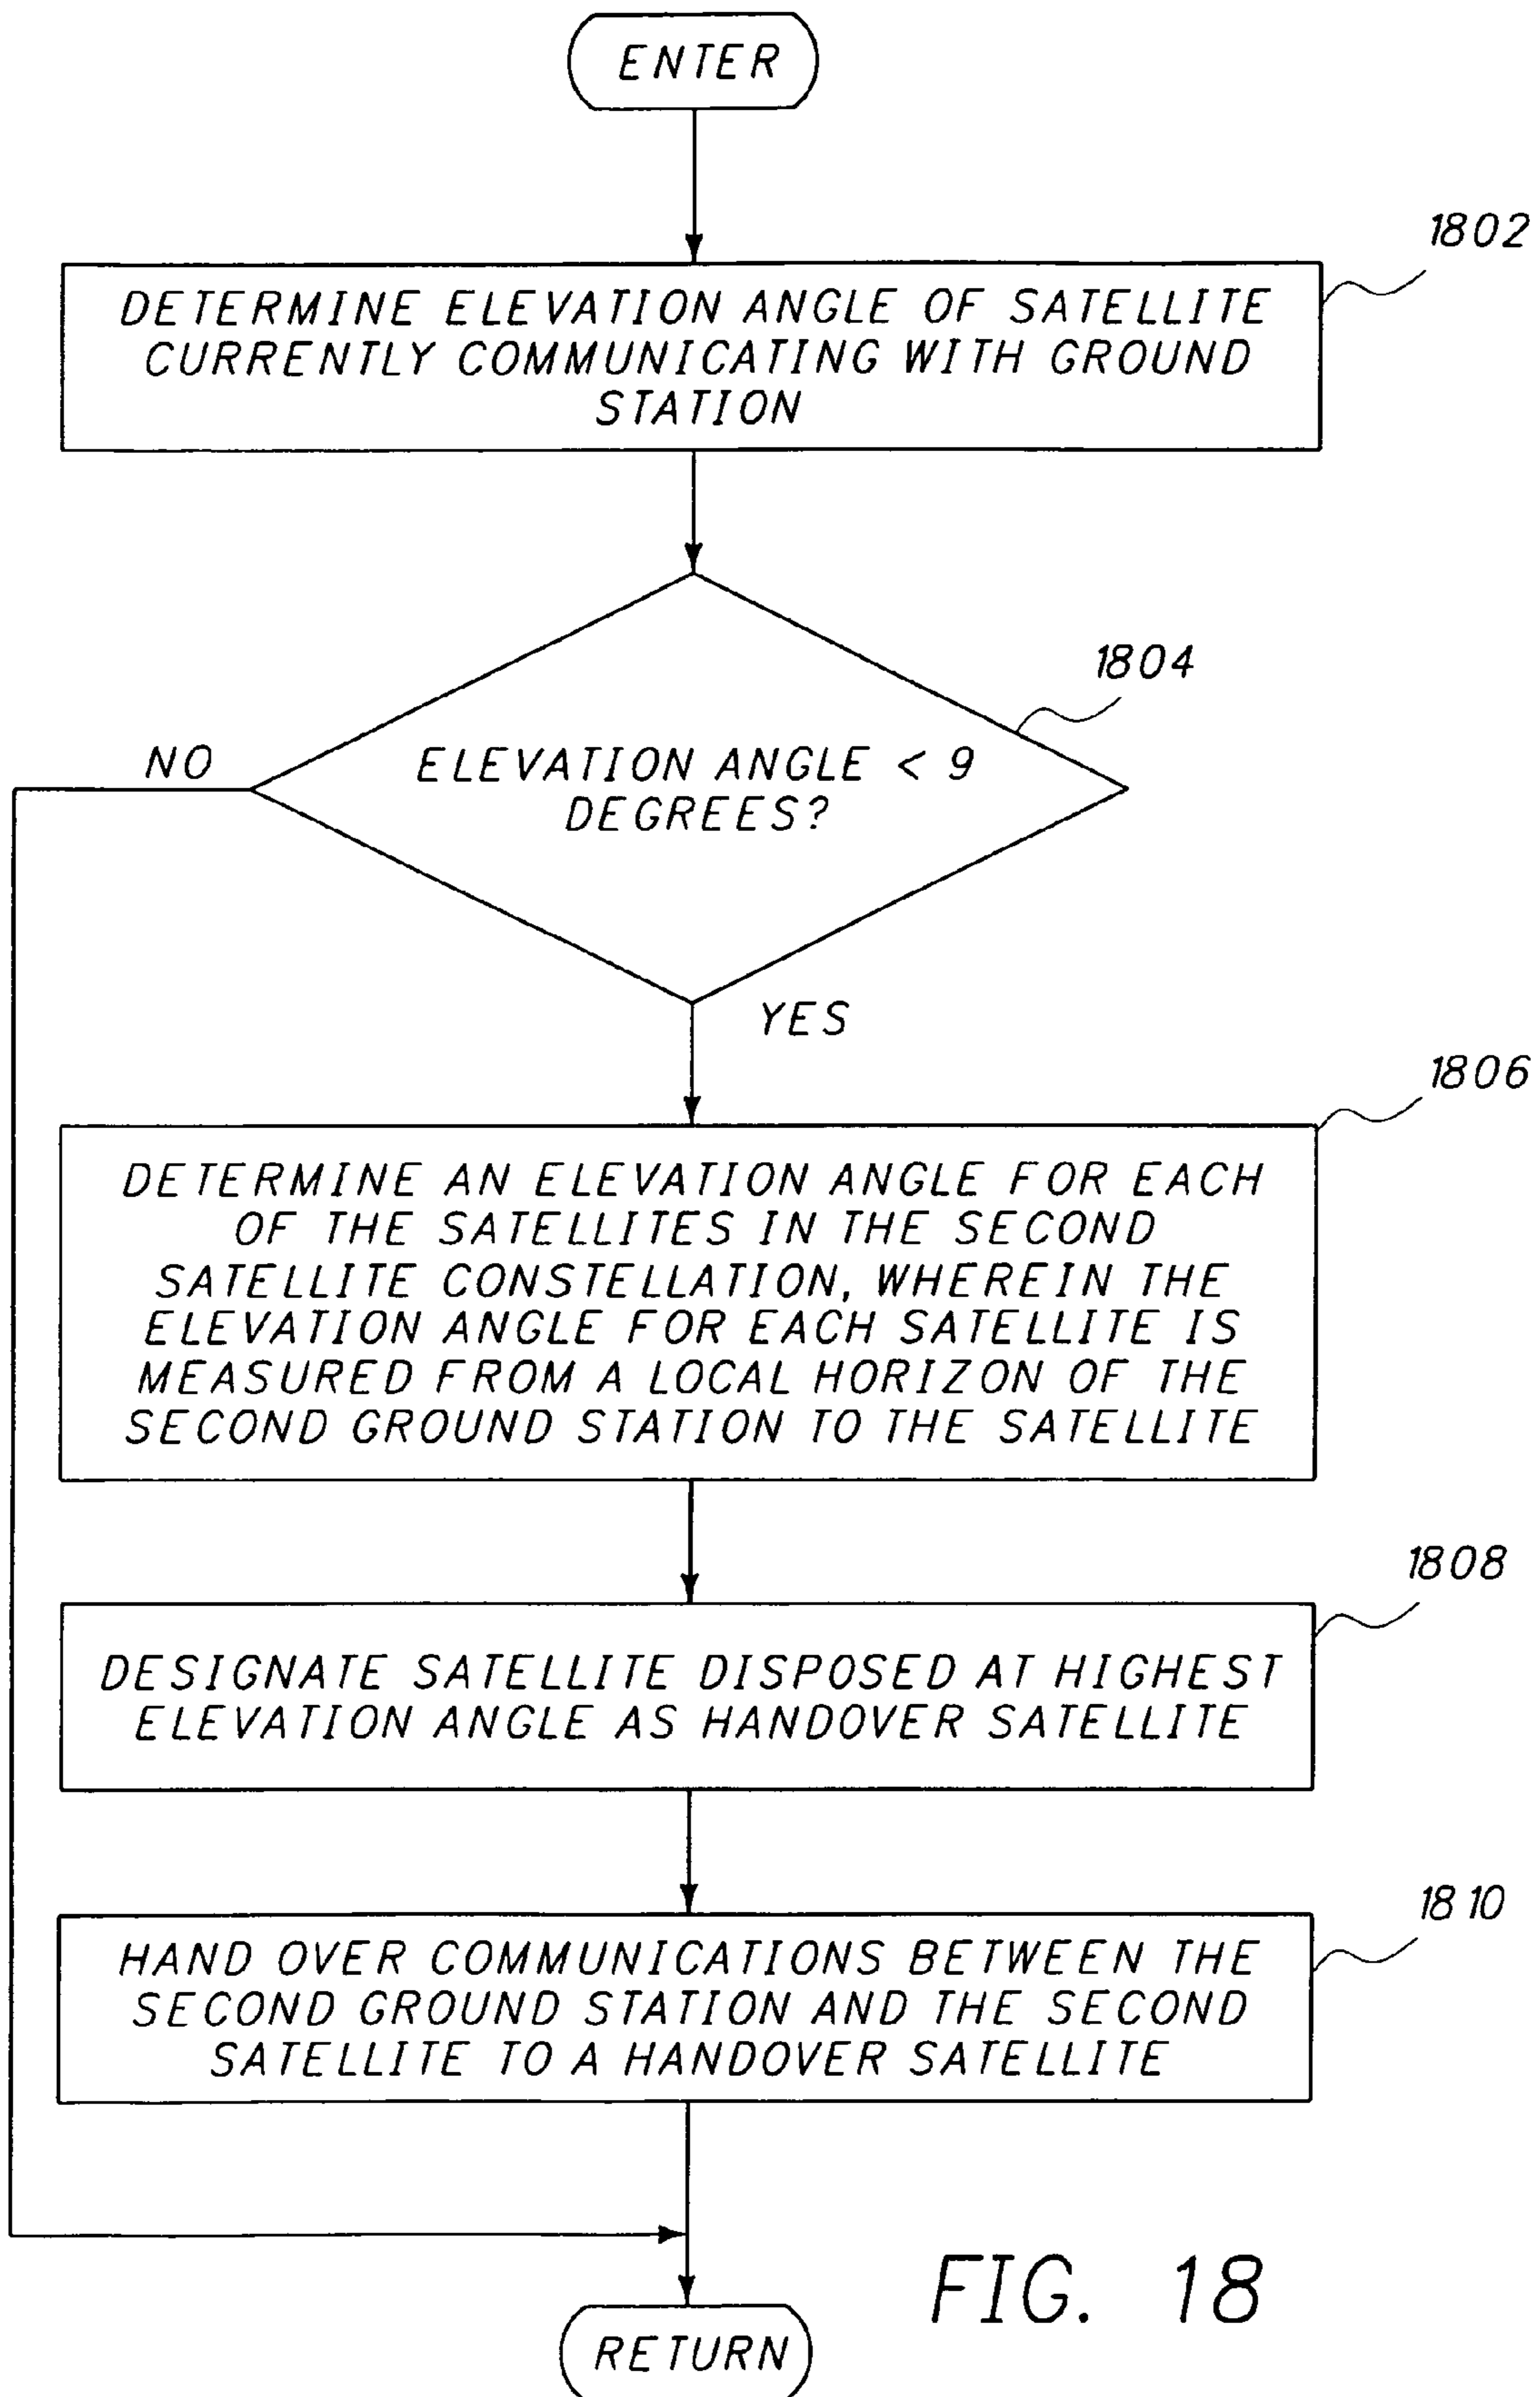 ENTER
1802
DETERMINE ELEVATION ANGLE OF SATELLITE
CURRENTLY COMMUNICATING WITH GROUND
STATION
1804
NO
ELEVATION ANGLE < 9
DEGREES?
YES
1806
DETERMINE AN ELEVATION ANGLE FOR EACH
OF THE SATELLITES IN THE SECOND
SATELLITE CONSTELLATION, WHEREIN THE
ELEVATION ANGLE FOR EACH SATELLITE IS
MEASURED FROM A LOCAL HORIZON OF THE
SECOND GROUND STATION TO THE SATELLITE
1808
DESIGNATE SATELLITE DISPOSED AT HIGHEST
ELEVATION ANGLE AS HANDOVER SATELLITE
1810
HAND OVER COMMUNICATIONS BETWEEN THE
SECOND GROUND STATION AND THE SECOND
SATELLITE TO A HANDOVER SATELLITE
FIG. 18
RETURN